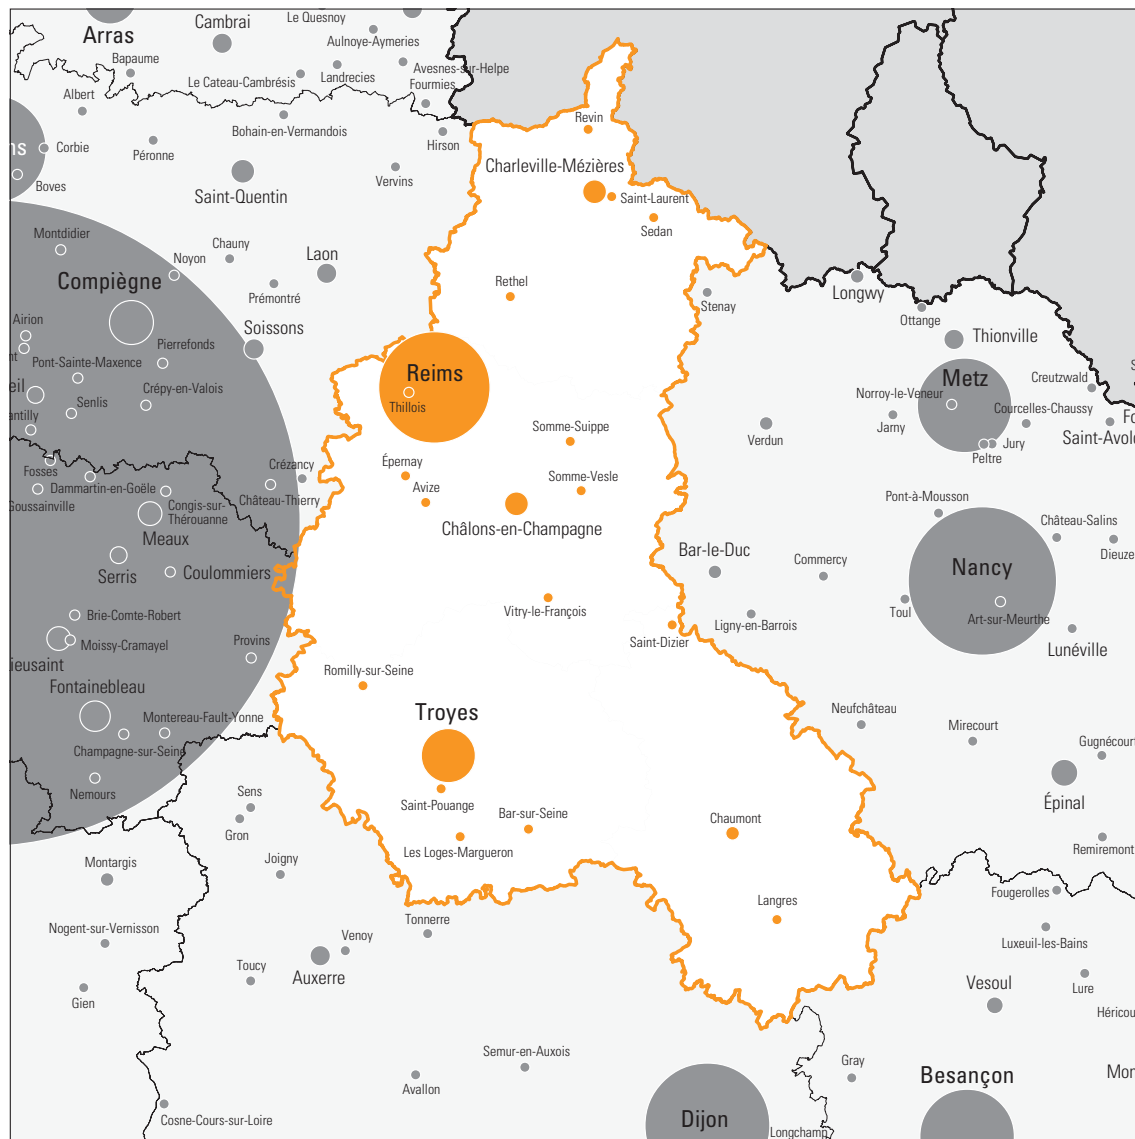 Le Quesnoy
Cambrai
Arras
Aulnoye-Aymeries
Bapaume
Avesnes-sur-Helpe
Le Cateau-Cambrésis
Landrecies
Fourmies
Albert
Revin
Bohain-en-Vermandois
Hirson
ns
Corbie
Péronne
Charleville-Mézières
Boves
Vervins
Saint-Quentin
Saint-Laurent
Sedan
Montdidier
Chauny
Noyon
Laon
Compiègne
Rethel
Prémontré
Longwy
Stenay
Airion
Soissons
Ottange
Pierrefonds
Thionville
nt
Pont-Sainte-Maxence
Reims
Metz
Creutzwald
S
eil
Crépy-en-Valois
Norroy-le-Veneur
Senlis
Thillois
Courcelles-Chaussy
antilly
Fo
Jarny
Somme-Suippe
Saint-Avold
Verdun
Jury
Peltre
Fosses
Crézancy
Épernay
Somme-Vesle
Dammartin-en-Goële
Avize
Château-Thierry
Pont-à-Mousson
Goussainville
Congis-sur-
Thérouanne
Château-Salins
Châlons-en-Champagne
Meaux
Bar-le-Duc
Dieuze
Commercy
Nancy
Serris
Coulommiers
Vitry-le-François
Toul
Brie-Comte-Robert
Ligny-en-Barrois
Art-sur-Meurthe
Moissy-Cramayel
Provins
Saint-Dizier
Lunéville
ieusaint
Romilly-sur-Seine
Fontainebleau
Neufchâteau
Troyes
Montereau-Fault-Yonne
Mirecourt
Gugnécourt
Champagne-sur-Seine
Nemours
Sens
Saint-Pouange
Épinal
Bar-sur-Seine
Chaumont
Gron
Les Loges-Margueron
Remiremont
Joigny
Montargis
Fougerolles
Langres
Tonnerre
Nogent-sur-Vernisson
Venoy
Luxeuil-les-Bains
Toucy
Auxerre
Vesoul
Lure
Gien
Héricou
Semur-en-Auxois
Gray
Avallon
Besançon
Mon
Cosne-Cours-sur-Loire
Dijon
Longchamp